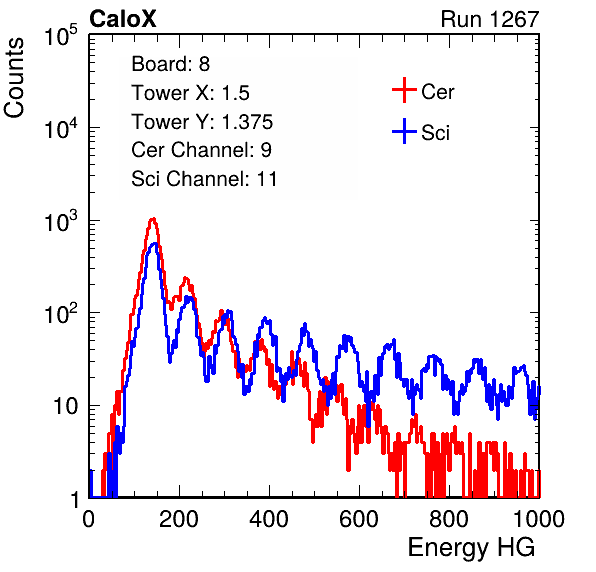 CaloX Run 1267
Counts
10^5
10^4
10^3
10^2
10
1
Board: 8
Tower X: 1.5
Tower Y: 1.375
Cer Channel: 9
Sci Channel: 11
Cer
Sci
0 200 400 600 800 1000
Energy HG